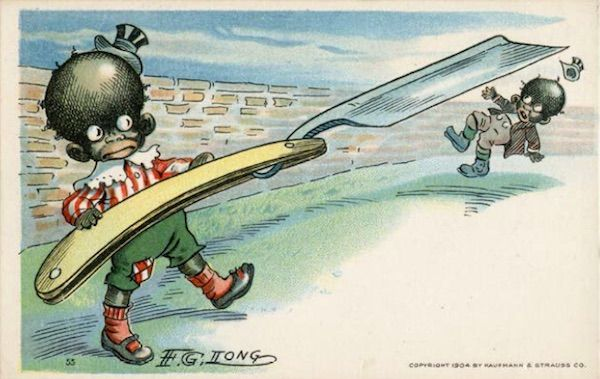 55
F.G. LONG
COPYRIGHT 1904 BY KAUFMANN & STRAUSS CO.